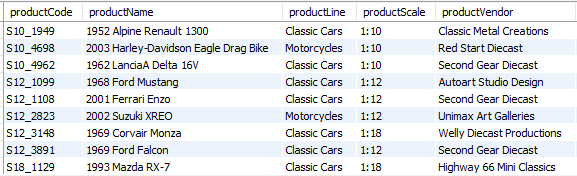 productCode productName productLine productScale productVendor
S10_1949 1952 Alpine Renault 1300 Classic Cars 1:10 Classic Metal Creations
S10_4698 2003 Harley-Davidson Eagle Drag Bike Motorcycles 1:10 Red Start Diecast
S10_4962 1962 LanciaA Delta 16V Classic Cars 1:10 Second Gear Diecast
S12_1099 1968 Ford Mustang Classic Cars 1:12 Autoart Studio Design
S12_1108 2001 Ferrari Enzo Classic Cars 1:12 Second Gear Diecast
S12_2823 2002 Suzuki XREO Motorcycles 1:12 Unimax Art Galleries
S12_3148 1969 Corvair Monza Classic Cars 1:18 Welly Diecast Productions
S12_3891 1969 Ford Falcon Classic Cars 1:12 Second Gear Diecast
S18_1129 1993 Mazda RX-7 Classic Cars 1:18 Highway 66 Mini Classics